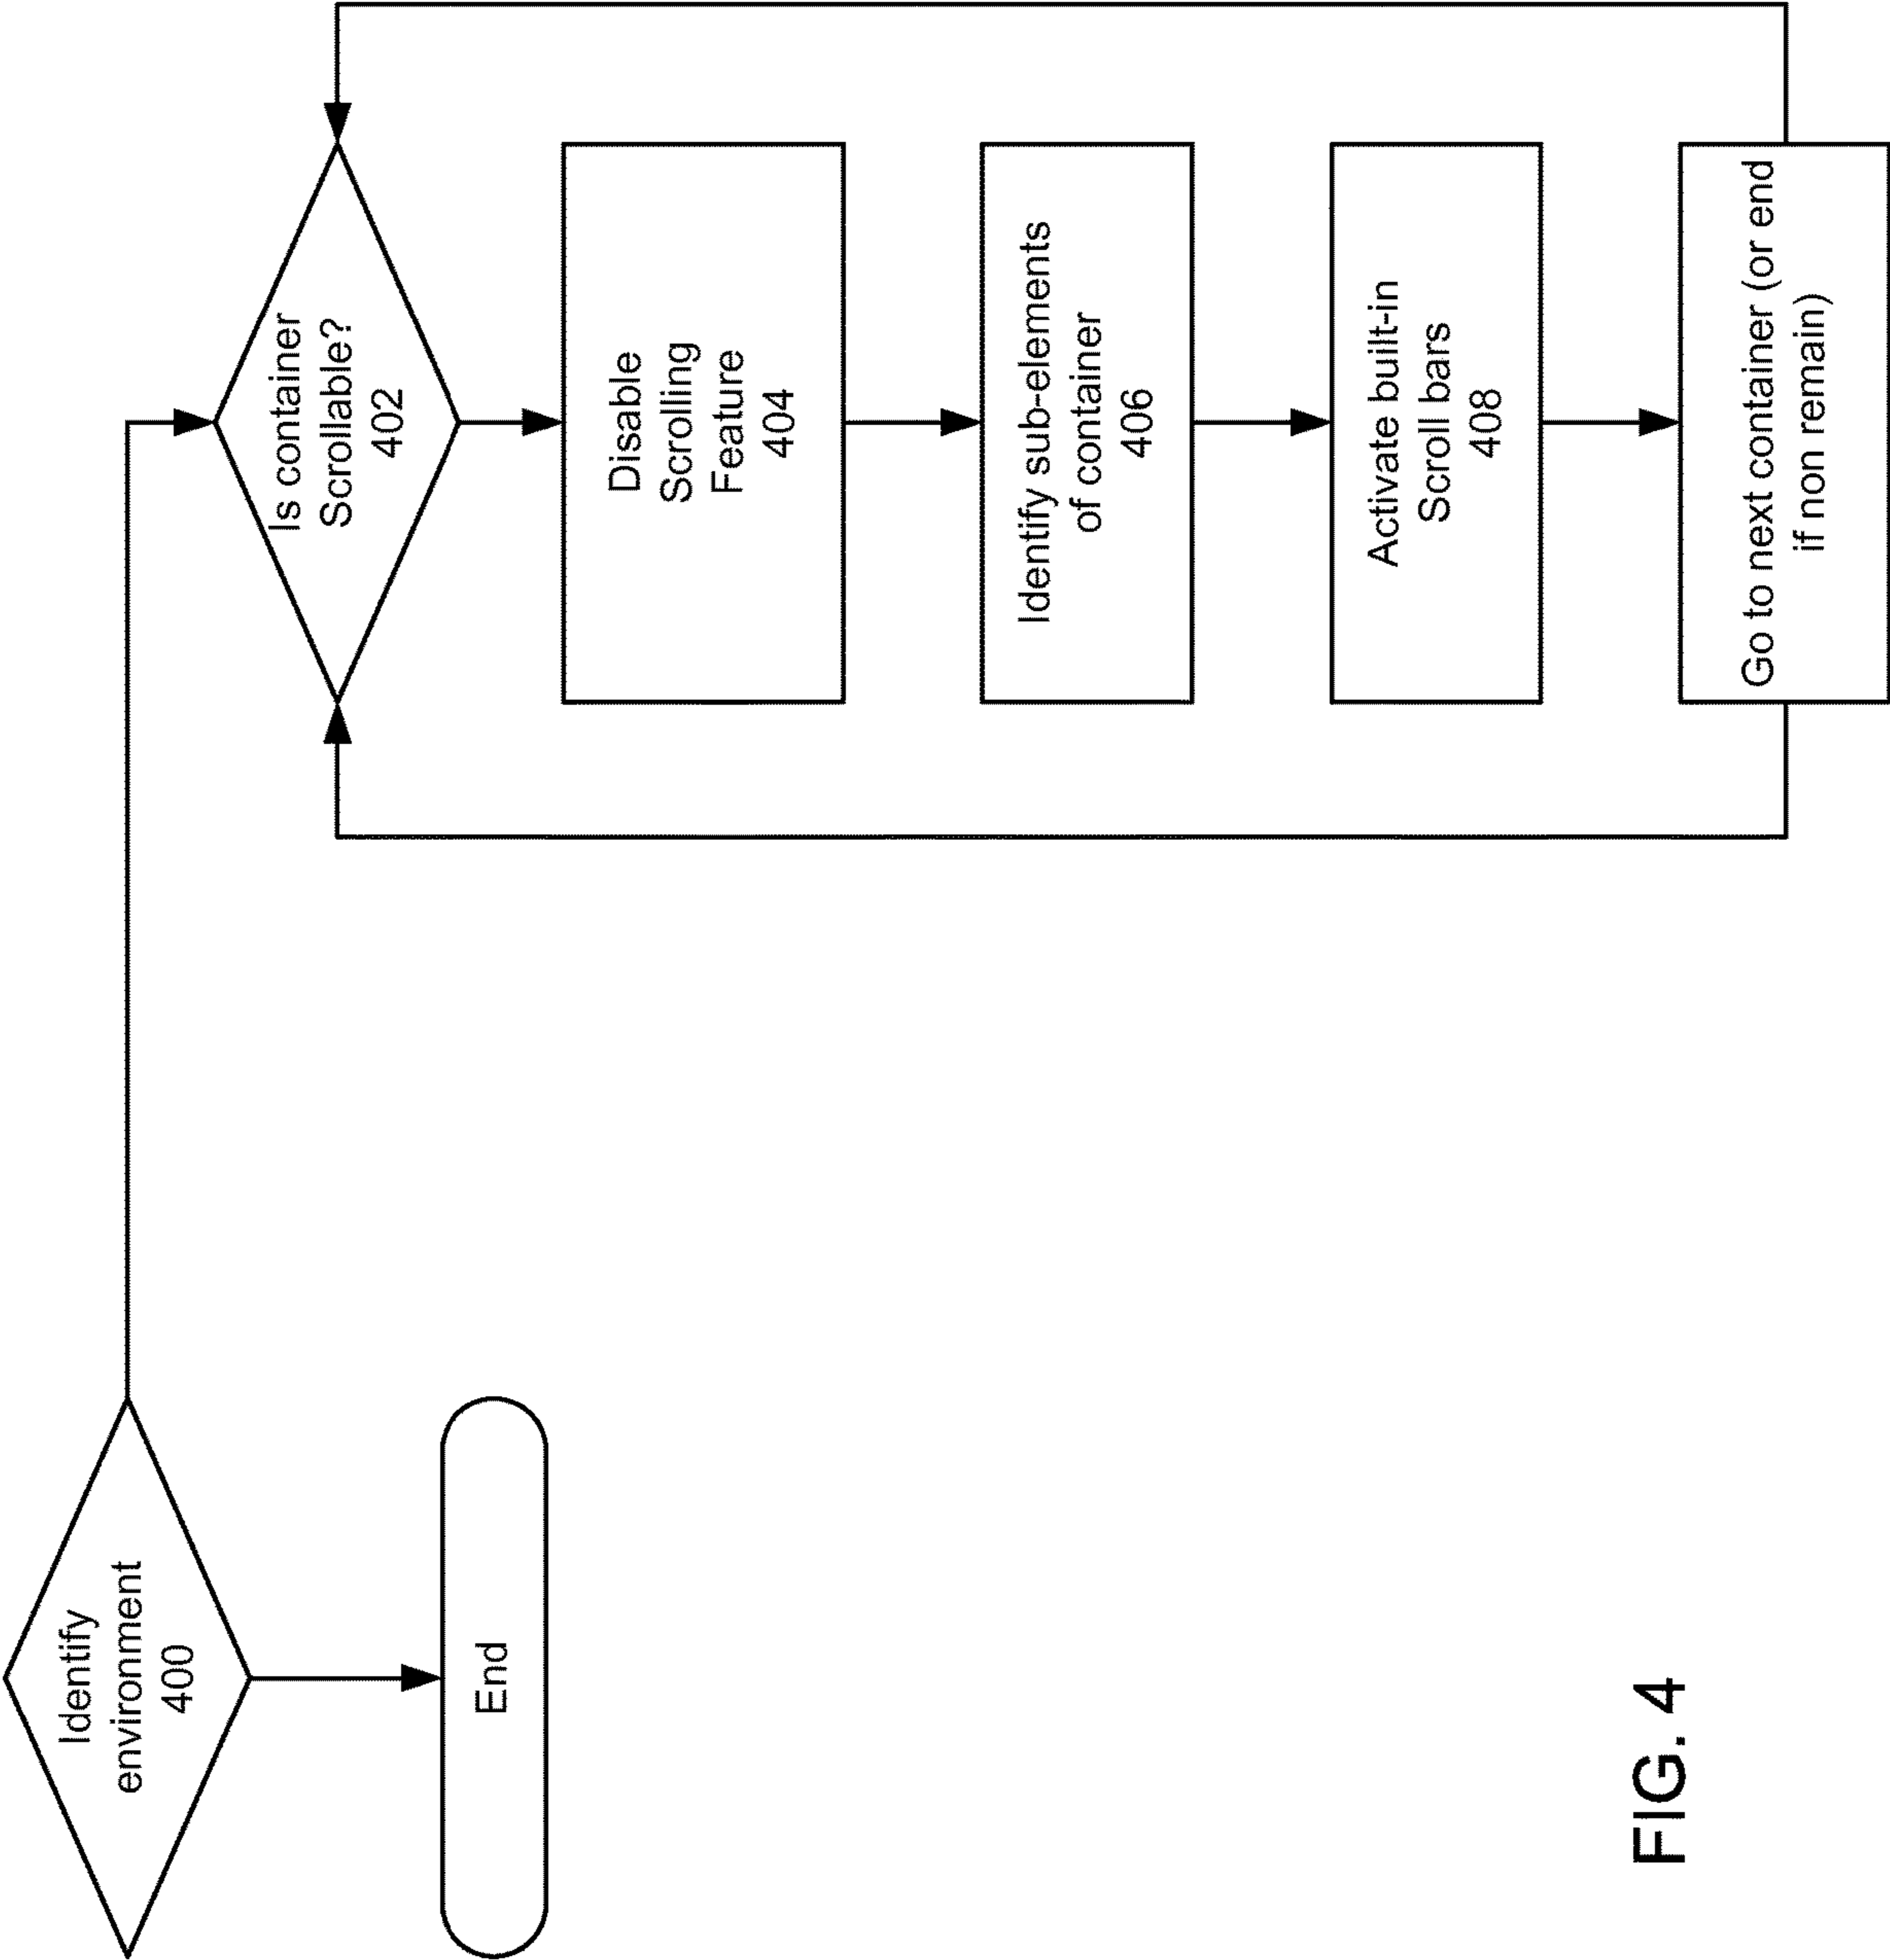 Identify
environment
400
End
Is container
Scrollable?
402
Disable
Scrolling
Feature
404
Identify sub-elements
of container
406
Activate built-in
Scroll bars
408
Go to next container (or end
if non remain)
FIG. 4